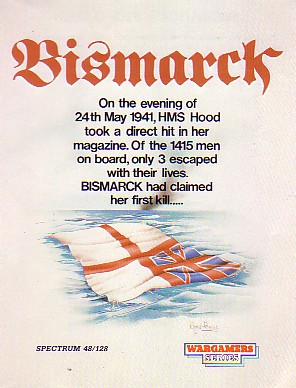 Bismarck
On the evening of
24th May 1941, HMS Hood
took a direct hit in her
magazine. Of the 1415 men
on board, only 3 escaped
with their lives.
BISMARCK had claimed
her first kill.....
SPECTRUM 48/128
WARGAMERS
SERIES